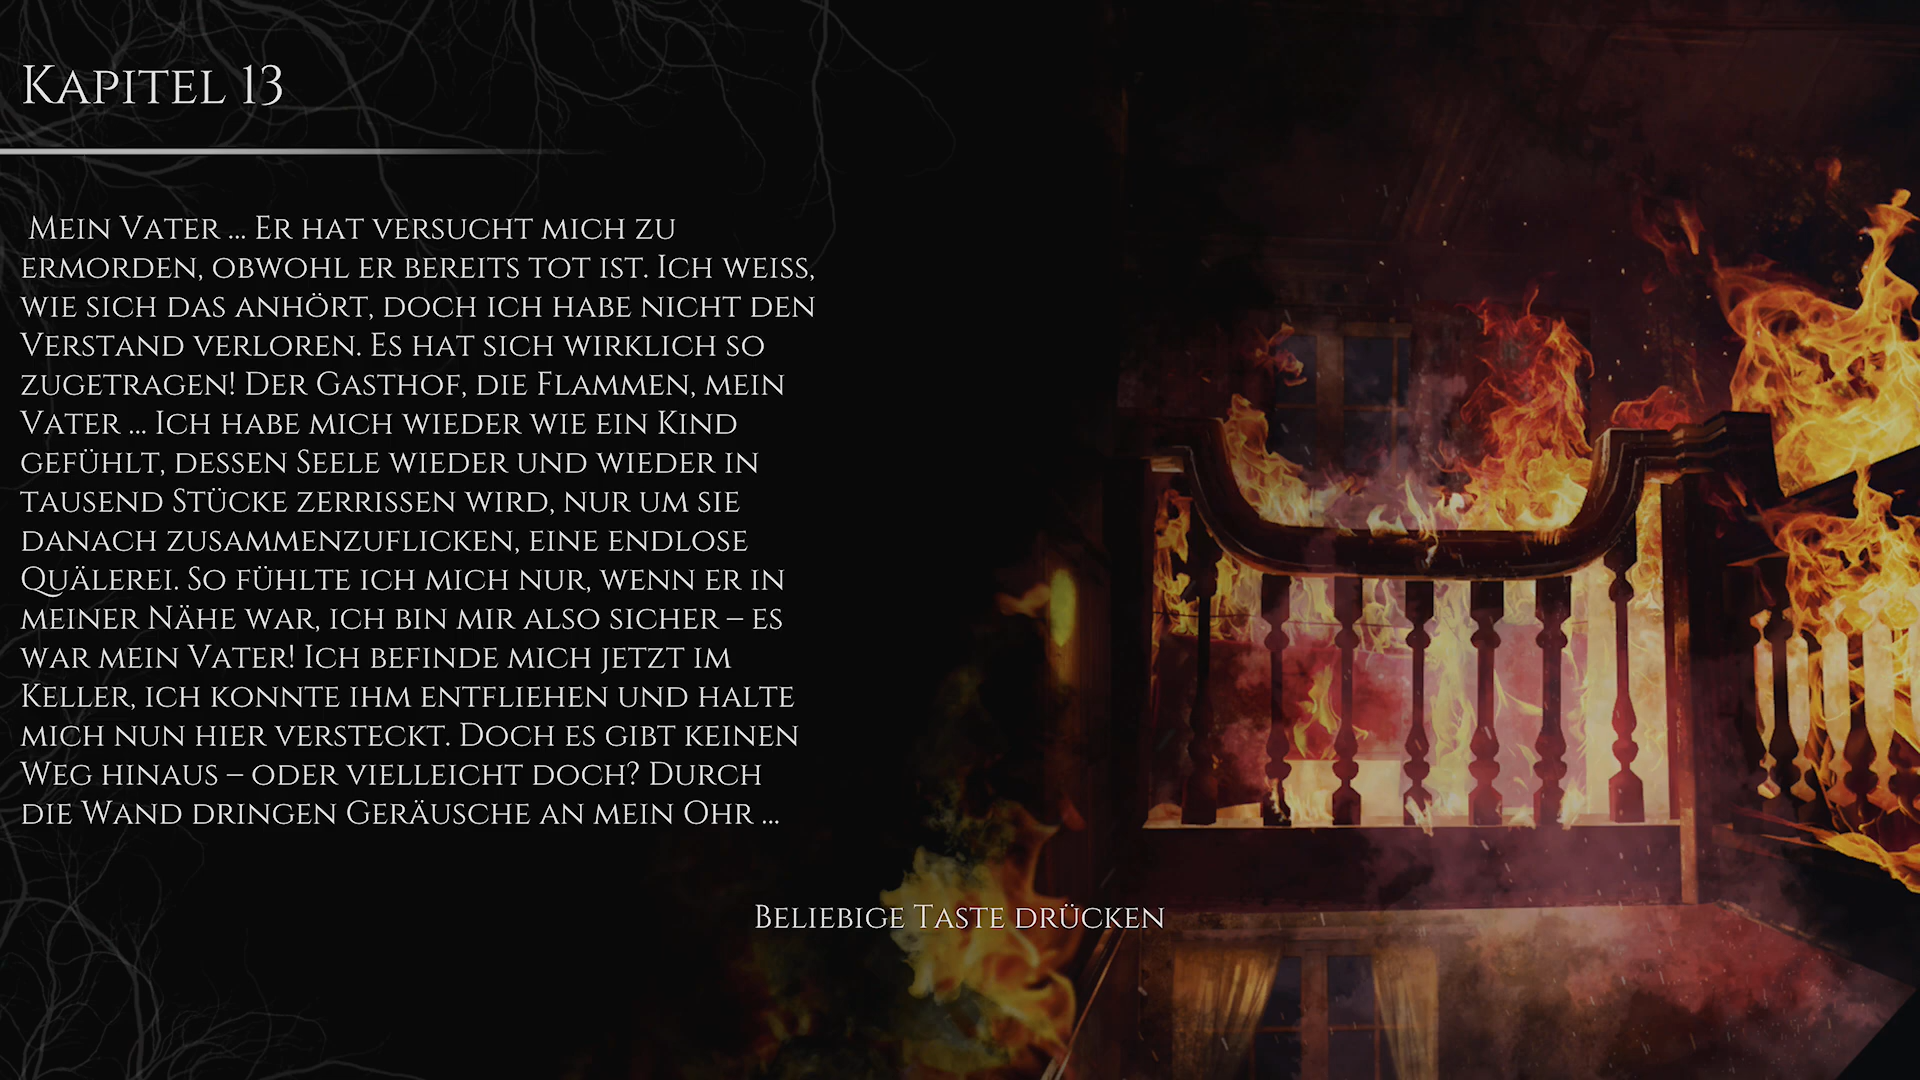 Kapitel 13
Mein Vater ... Er hat versucht mich zu
ermorden, obwohl er bereits tot ist. Ich weiss,
wie sich das anhört, doch ich habe nicht den
Verstand verloren. Es hat sich wirklich so
zugetragen! Der Gasthof, die Flammen, mein
Vater ... Ich habe mich wieder wie ein Kind
gefühlt, dessen Seele wieder und wieder in
tausend Stücke zerrissen wird, nur um sie
danach zusammenzuflicken, eine endlose
Quälerei. So fühlte ich mich nur, wenn er in
meiner Nähe war, ich bin mir also sicher – es
war mein Vater! Ich befinde mich jetzt im
Keller, ich konnte ihm entfliehen und halte
mich nun hier versteckt. Doch es gibt keinen
Weg hinaus – oder vielleicht doch? Durch
die Wand dringen Geräusche an mein Ohr ...
Beliebige Taste drücken